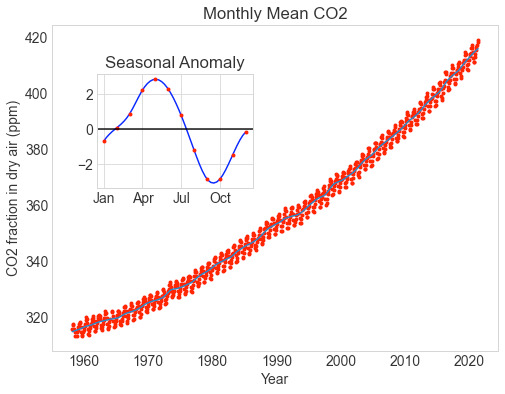 Monthly Mean CO2
420
400
380
360
340
320
CO2 fraction in dry air (ppm)
Seasonal Anomaly
2
0
−2
Jan Apr Jul Oct
1960 1970 1980 1990 2000 2010 2020
Year